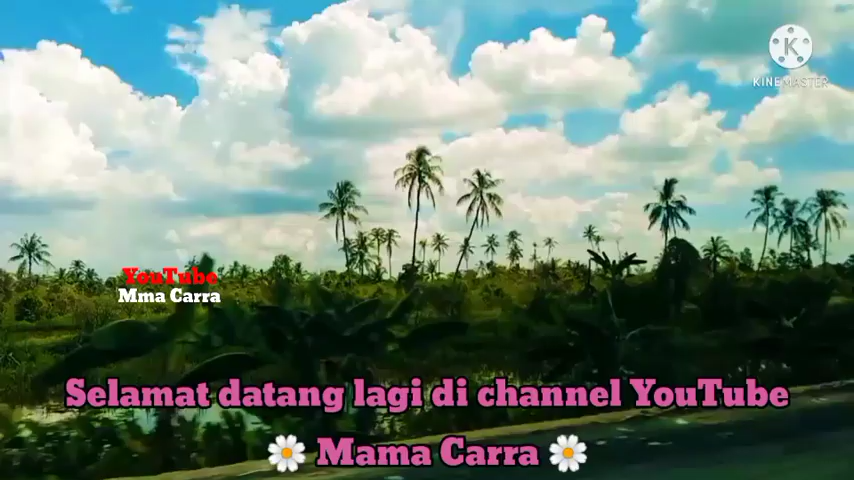 KINEMASTER
YouTube
Mma Carra
Selamat datang lagi di channel YouTube
🌼 Mama Carra 🌼